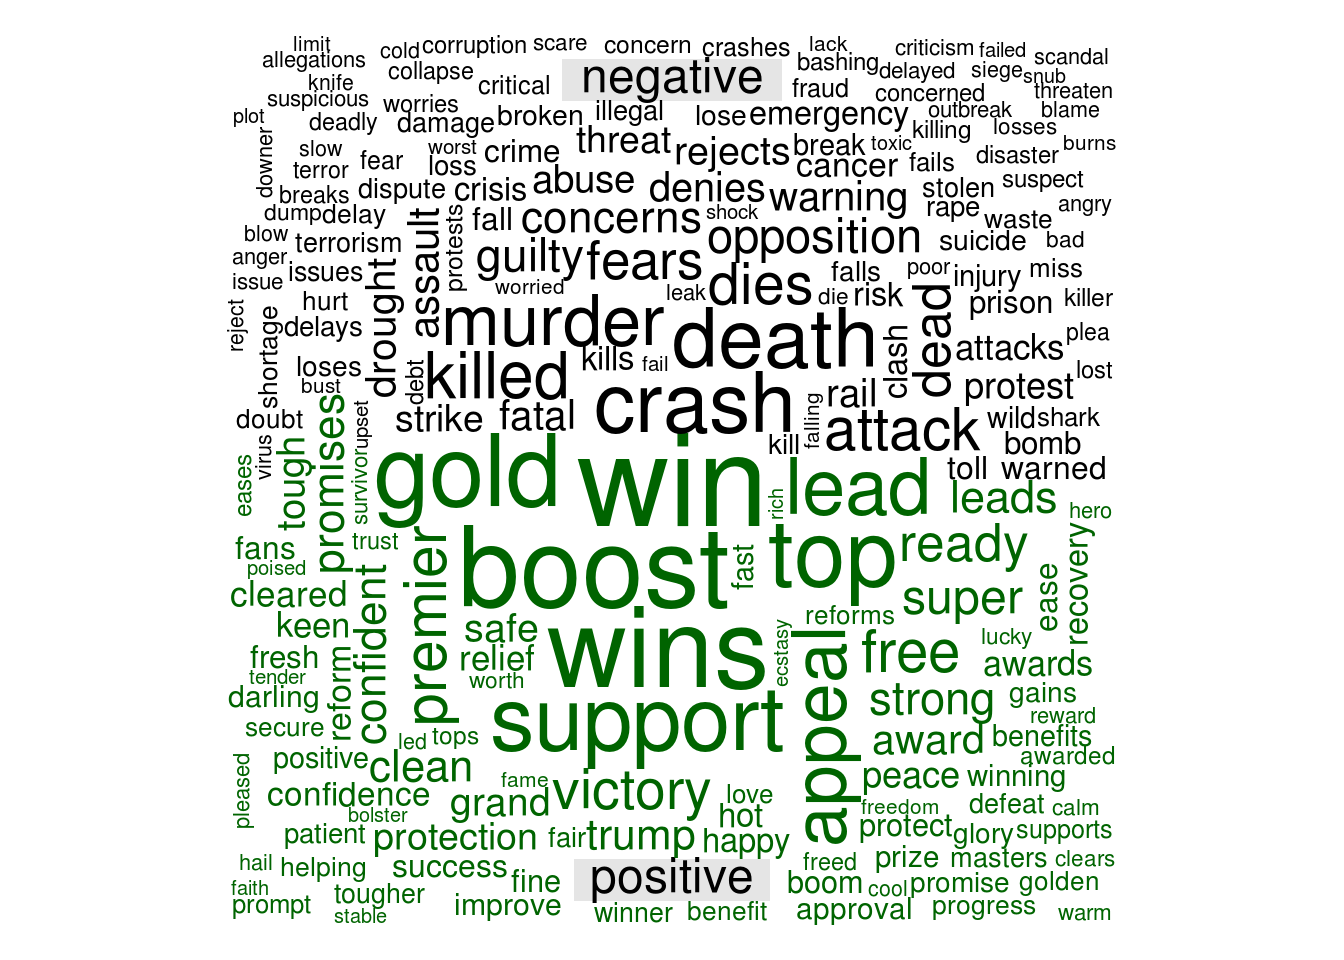 limit cold corruption scare concern crashes lack criticism failed scandal
allegations collapse negative bashing delayed siege snub
knife critical fraud concerned threaten
suspicious worries broken illegal lose emergency outbreak blame
plot deadly damage threat rejects break toxic killing losses burns
downer slow worst crime cancer fails disaster
terror fear loss abuse denies warning stolen suspect
breaks dispute crisis rape angry
dump delay assault protests fall concerns shock opposition waste
blow terrorism drought guilty fears suicide bad
anger issues worried dies falls poor injury miss
issue leak die risk
reject hurt murder death dead prison killer
shortage delays kills clash attacks plea
loses debt killed fail lost
bust crash rail protest
doubt upset strike fatal falling attack wild shark
virus promises kill bomb
eases tough survivor gold win rich lead toll warned
leads hero
fans trust premier boost fast top ready recovery
poised confident
cleared super ease
keen safe wins ecstasy reforms appeal free lucky
fresh reform relief awards
tender worth
darling support strong gains
secure led tops award benefits reward
positive clean awarded
pleased fame victory peace winning
confidence grand love freedom defeat calm
bolster hot
patient protection fair trump happy protect glory supports
hail helping success positive freed prize masters clears
faith tougher fine boom cool promise golden
prompt stable improve winner benefit approval progress warm